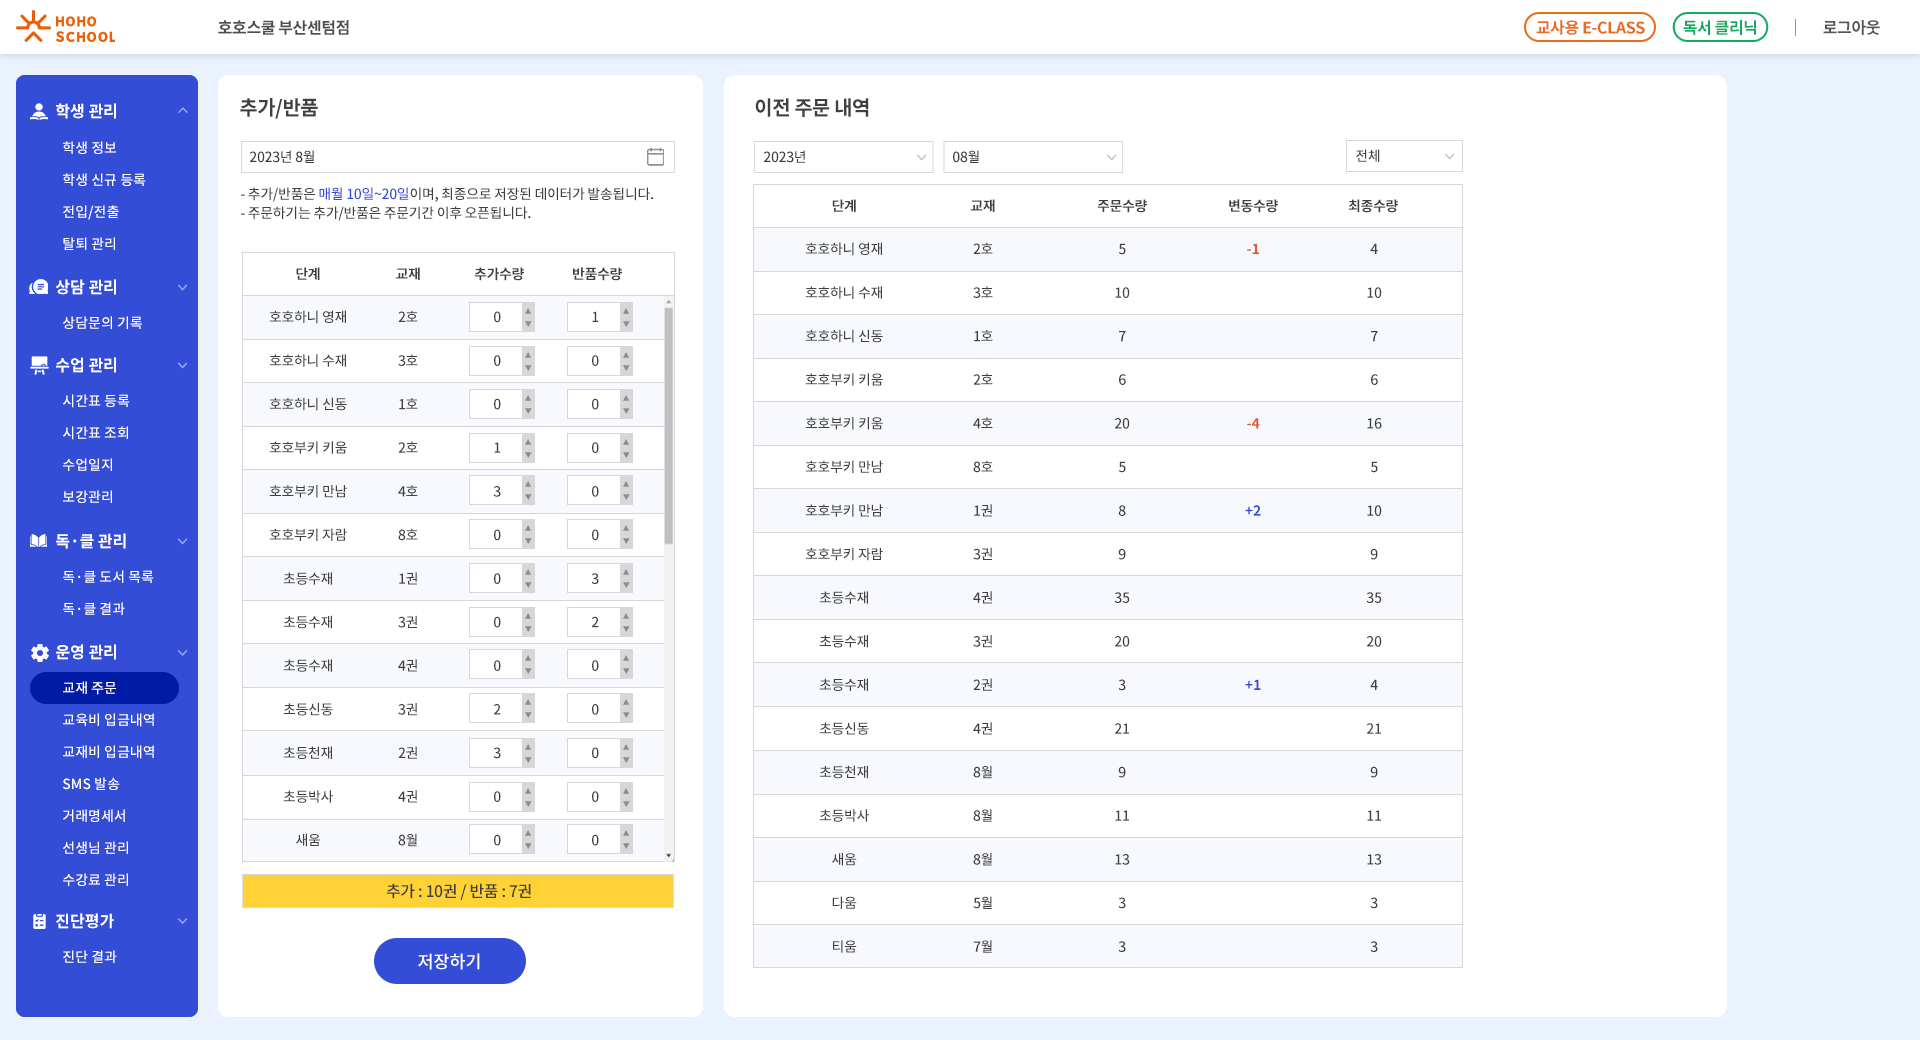 HOHO
SCHOOL
호호스쿨 부산센텀점
교사용 E-CLASS
독서 클리닉
로그아웃
학생 관리
학생 정보
학생 신규 등록
전입/전출
탈퇴 관리
상담 관리
상담문의 기록
수업 관리
시간표 등록
시간표 조회
수업일지
보강관리
독·클 관리
독·클 도서 목록
독·클 결과
운영 관리
교재 주문
교육비 입금내역
교재비 입금내역
SMS 발송
거래명세서
선생님 관리
수강료 관리
진단평가
진단 결과
추가/반품
2023년 8월
- 추가/반품은 매월 10일~20일이며, 최종으로 저장된 데이터가 발송됩니다.
- 주문하기는 추가/반품은 주문기간 이후 오픈됩니다.
단계 교재 추가수량 반품수량
호호하니 영재 2호 0 1
호호하니 수재 3호 0 0
호호하니 신동 1호 0 0
호호부키 키움 2호 1 0
호호부키 만남 4호 3 0
호호부키 자람 8호 0 0
초등수재 1권 0 3
초등수재 3권 0 2
초등수재 4권 0 0
초등신동 3권 2 0
초등천재 2권 3 0
초등박사 4권 0 0
새움 8월 0 0
추가 : 10권 / 반품 : 7권
저장하기
이전 주문 내역
2023년 08월 전체
단계 교재 주문수량 변동수량 최종수량
호호하니 영재 2호 5 -1 4
호호하니 수재 3호 10 10
호호하니 신동 1호 7 7
호호부키 키움 2호 6 6
호호부키 키움 4호 20 -4 16
호호부키 만남 8호 5 5
호호부키 만남 1권 8 +2 10
호호부키 자람 3권 9 9
초등수재 4권 35 35
초등수재 3권 20 20
초등수재 2권 3 +1 4
초등신동 4권 21 21
초등천재 8월 9 9
초등박사 8월 11 11
새움 8월 13 13
다움 5월 3 3
티움 7월 3 3